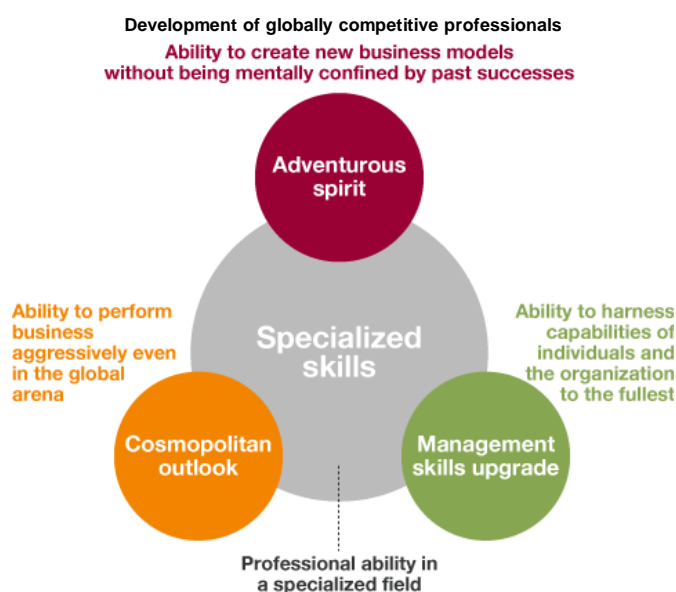 Development of globally competitive professionals
Ability to create new business models
without being mentally confined by past successes
Adventurous
spirit
Ability to perform
business
aggressively even
in the global
arena
Specialized
skills
Ability to harness
capabilities of
individuals and
the organization
to the fullest
Cosmopolitan
outlook
Management
skills upgrade
Professional ability in
a specialized field